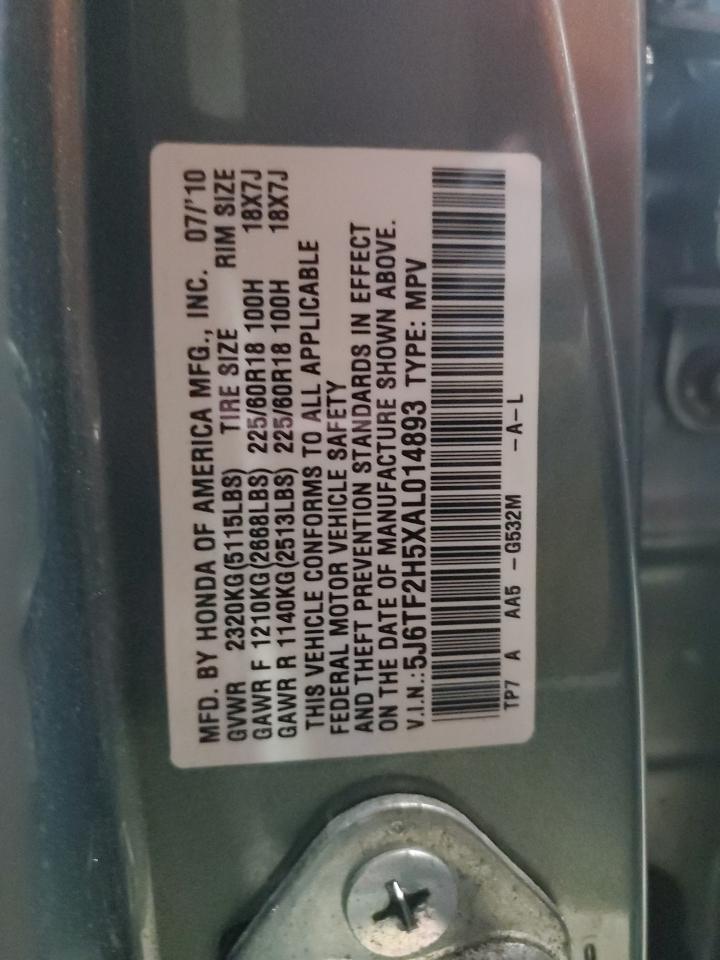 MFD. BY HONDA OF AMERICA MFG., INC. 07/'10
GVWR 2320KG(5115LBS) TIRE SIZE RIM SIZE
GAWR F 1210KG(2668LBS) 225/60R18 100H 18X7J
GAWR R 1140KG(2513LBS) 225/60R18 100H 18X7J
THIS VEHICLE CONFORMS TO ALL APPLICABLE
FEDERAL MOTOR VEHICLE SAFETY
AND THEFT PREVENTION STANDARDS IN EFFECT
ON THE DATE OF MANUFACTURE SHOWN ABOVE.
V.I.N.:5J6TF2H5XAL014893 TYPE: MPV
TP7 A AA5 -G532M -A-L